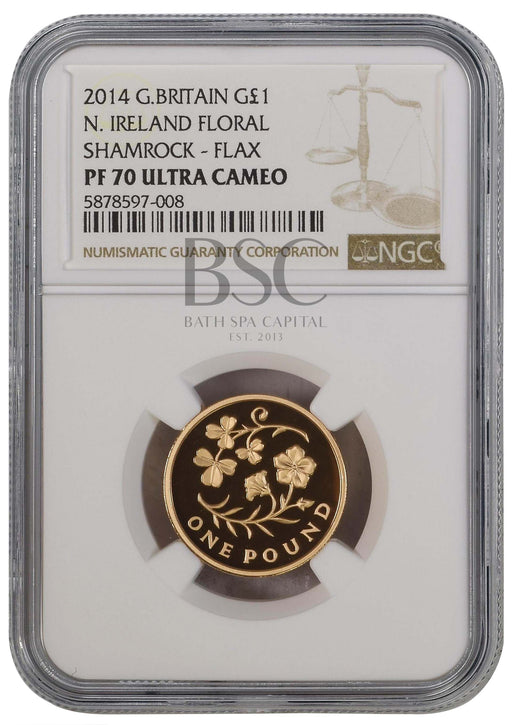 2014 G.BRITAIN G£1
N. IRELAND FLORAL
SHAMROCK - FLAX
PF 70 ULTRA CAMEO
5878597-008
NUMISMATIC GUARANTY CORPORATION
NGC
BSC
BATH SPA CAPITAL
EST. 2013
ONE POUND